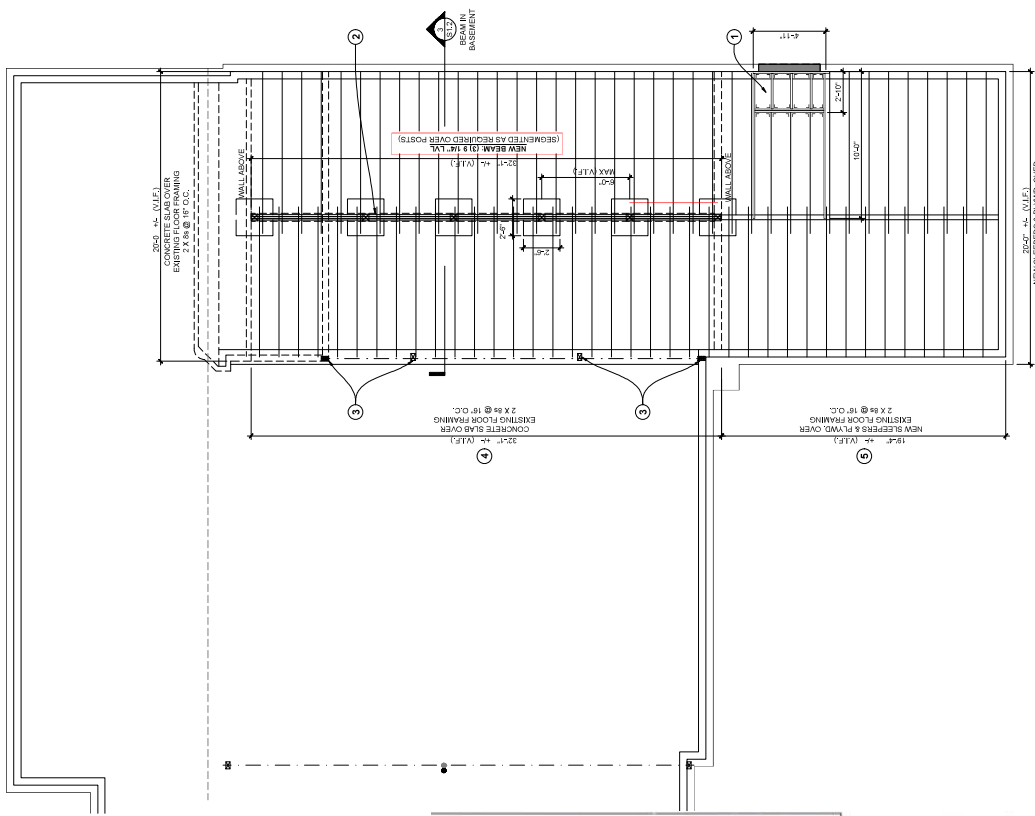 3
S1.2
BEAM IN
BASEMENT
2
1
4'-11"
2'-10"
10'-0"
20'-0 +/- (V.I.F.)
CONCRETE SLAB OVER
EXISTING FLOOR FRAMING
2 X 8s @ 16" O.C.
WALL ABOVE
NEW BEAM: (3) 9 1/4" LVL
(SEGMENTED AS REQUIRED OVER POSTS)
32'-1" +/- (V.I.F.)
6'-0"
MAX (V.I.F.)
WALL ABOVE
2'-6"
2'-6"
20'-0" +/- (V.I.F.)
3
3
32'-1" +/- (V.I.F.)
CONCRETE SLAB OVER
EXISTING FLOOR FRAMING
2 X 8s @ 16" O.C.
4
19'-4" +/- (V.I.F.)
NEW SLEEPERS & PLYWD. OVER
EXISTING FLOOR FRAMING
2 X 8s @ 16" O.C.
5